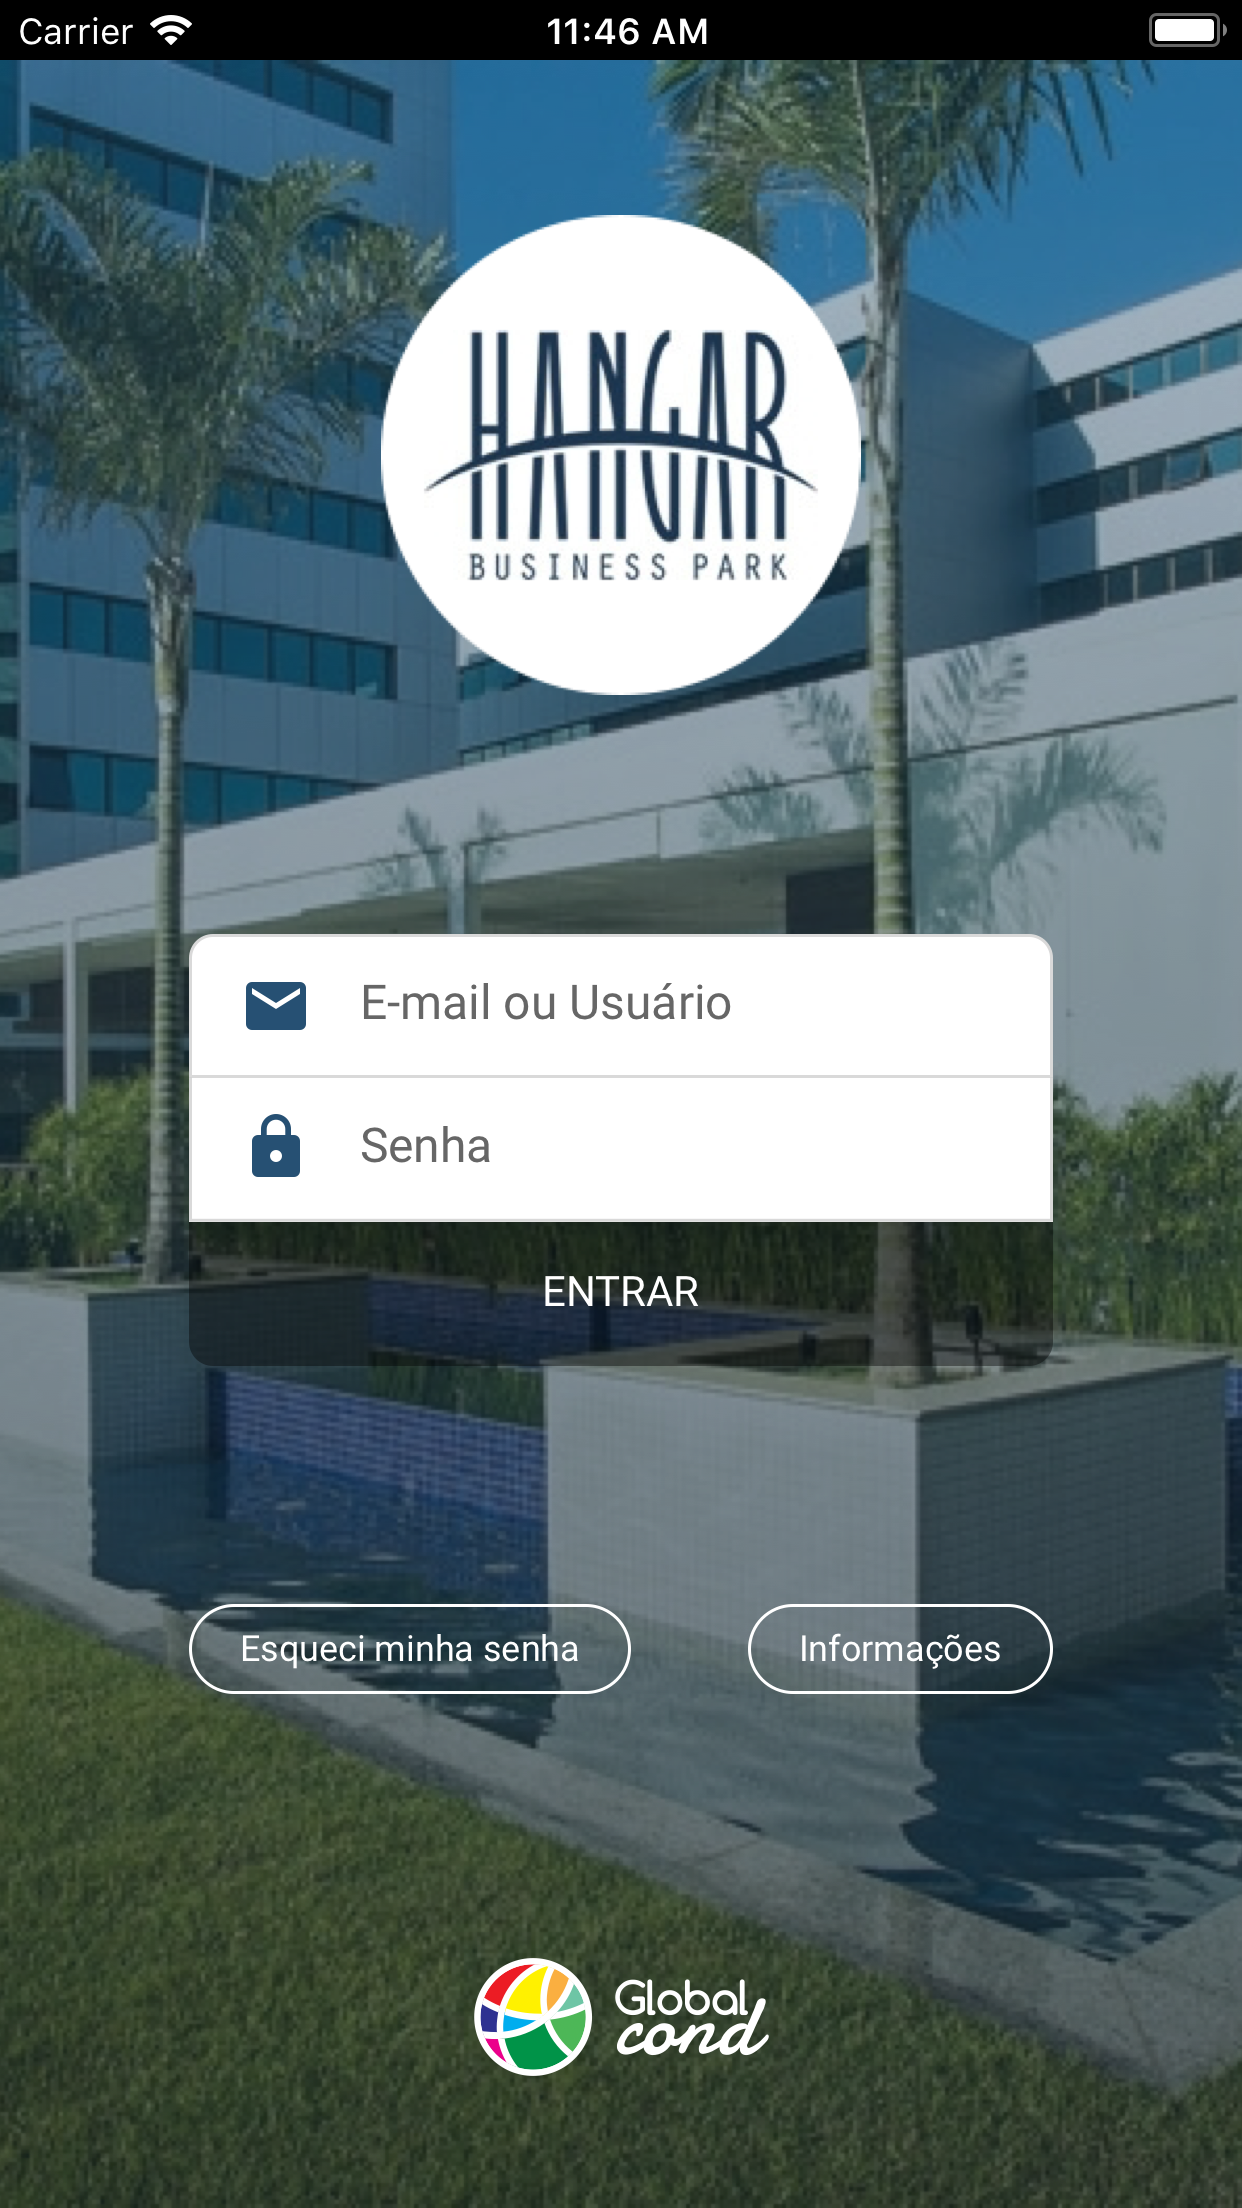 Carrier
11:46 AM
HANGAR
BUSINESS PARK
E-mail ou Usuário
Senha
ENTRAR
Esqueci minha senha
Informações
Global
cond